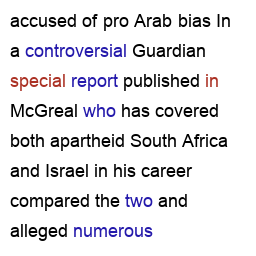 accused of pro Arab bias In
a controversial Guardian
special report published in
McGreal who has covered
both apartheid South Africa
and Israel in his career
compared the two and
alleged numerous